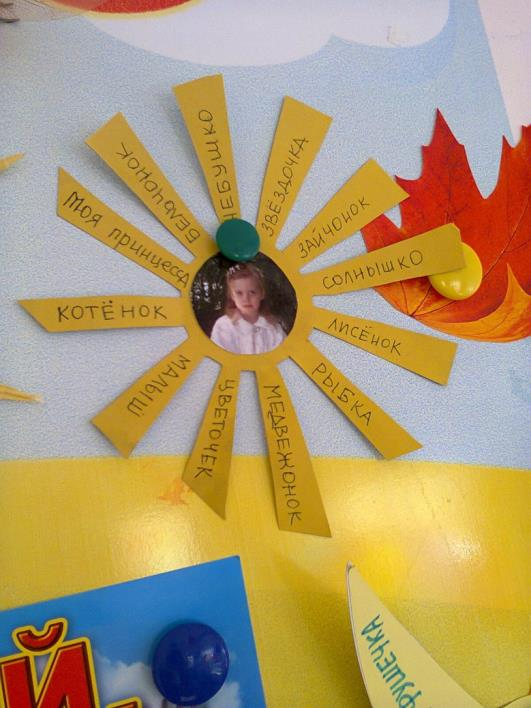 НЕБУШКО
ЗВЁЗДОЧКА
ЗАЙЧОНОК
СОЛНЫШКО
ЛИСЁНОК
РЫБКА
МЕДВЕЖОНОК
ЦВЕТОЧЕК
МАЛЫШ
КОТЁНОК
Моя принцесса
БЕЛЬЧОНОК
Й